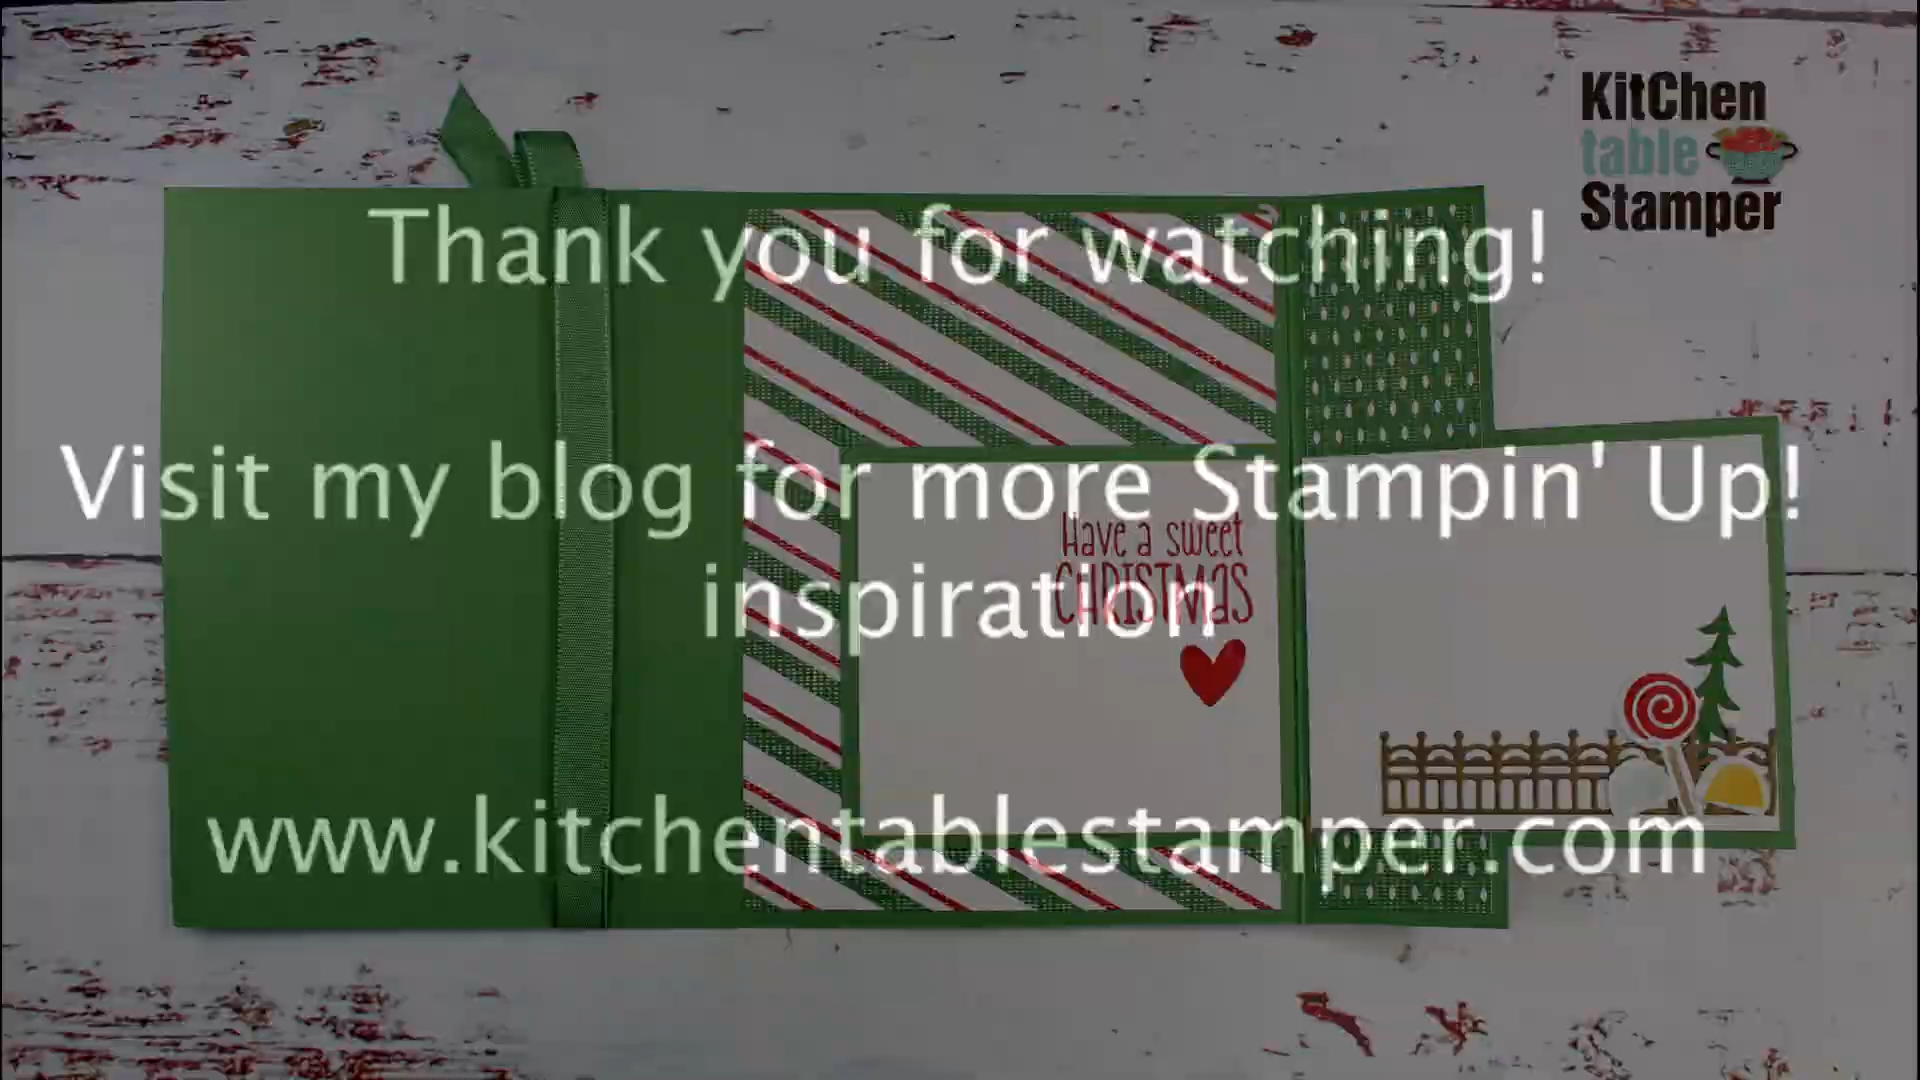 KitChen
table
Stamper
Thank you for watching!
Visit my blog for more Stampin' Up!
inspiration
Have a sweet
CHRISTMaS
www.kitchentablestamper.com